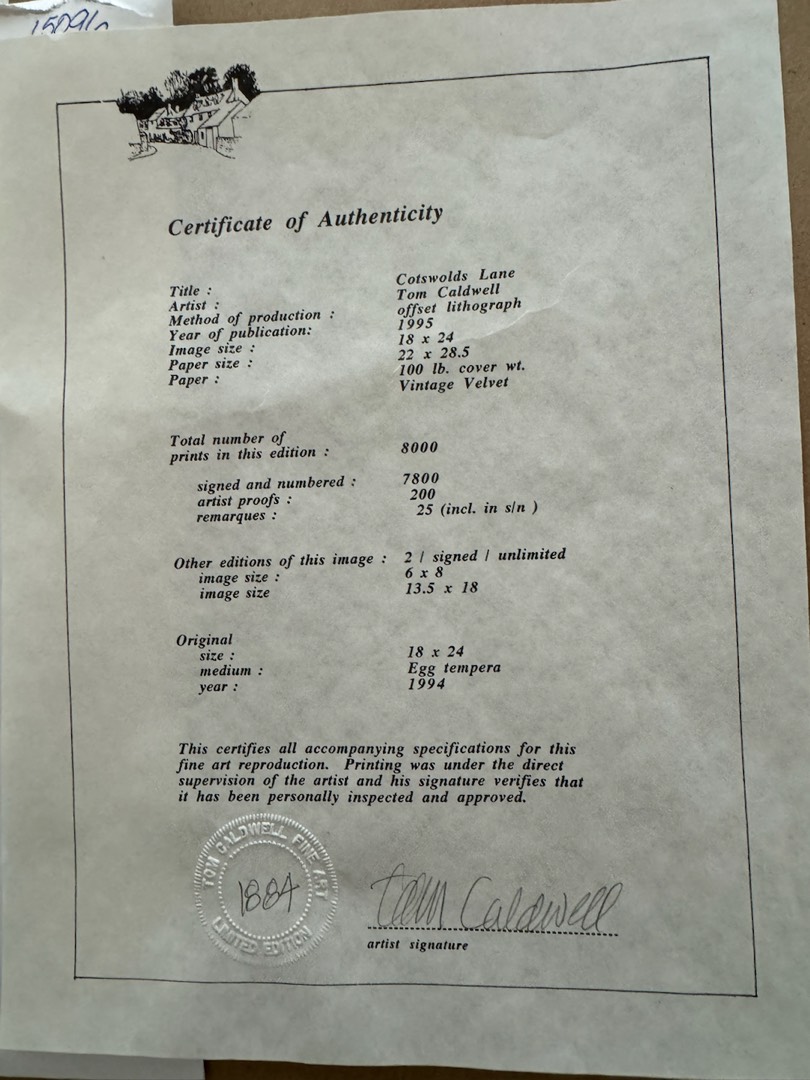 Certificate of Authenticity
Title : Cotswolds Lane
Artist : Tom Caldwell
Method of production : offset lithograph
Year of publication: 1995
Image size : 18 x 24
Paper size : 22 x 28.5
Paper : 100 lb. cover wt.
Vintage Velvet
Total number of
prints in this edition : 8000
signed and numbered : 7800
artist proofs : 200
remarques : 25 (incl. in s/n )
Other editions of this image : 2 / signed / unlimited
image size : 6 x 8
image size 13.5 x 18
Original
size : 18 x 24
medium : Egg tempera
year : 1994
This certifies all accompanying specifications for this
fine art reproduction. Printing was under the direct
supervision of the artist and his signature verifies that
it has been personally inspected and approved.
TOM CALDWELL FINE ART
1884
LIMITED EDITION
Tom Caldwell
artist signature